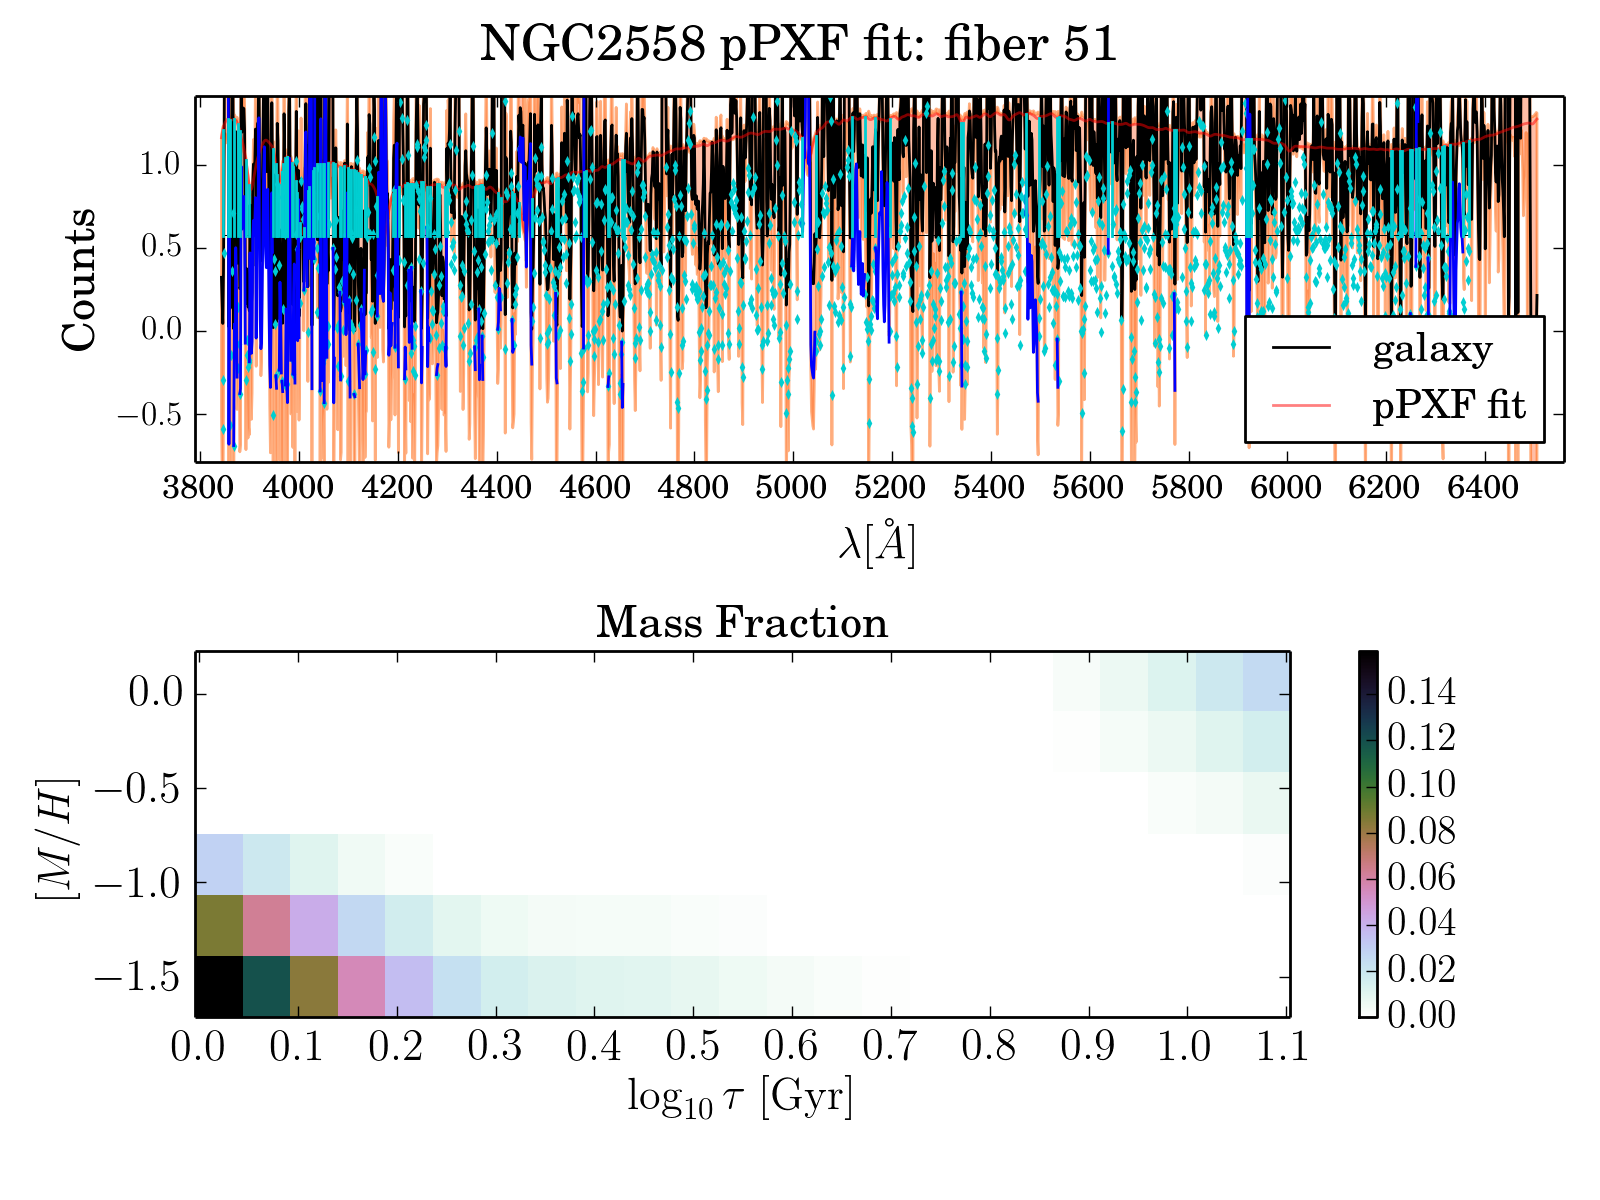 NGC2558 pPXF fit: fiber 51
Counts
1.0
0.5
0.0
−0.5
galaxy
pPXF fit
3800 4000 4200 4400 4600 4800 5000 5200 5400 5600 5800 6000 6200 6400
λ[Å]
Mass Fraction
[M/H]
0.0
−0.5
−1.0
−1.5
0.14
0.12
0.10
0.08
0.06
0.04
0.02
0.00
0.0 0.1 0.2 0.3 0.4 0.5 0.6 0.7 0.8 0.9 1.0 1.1
log₁₀ τ [Gyr]